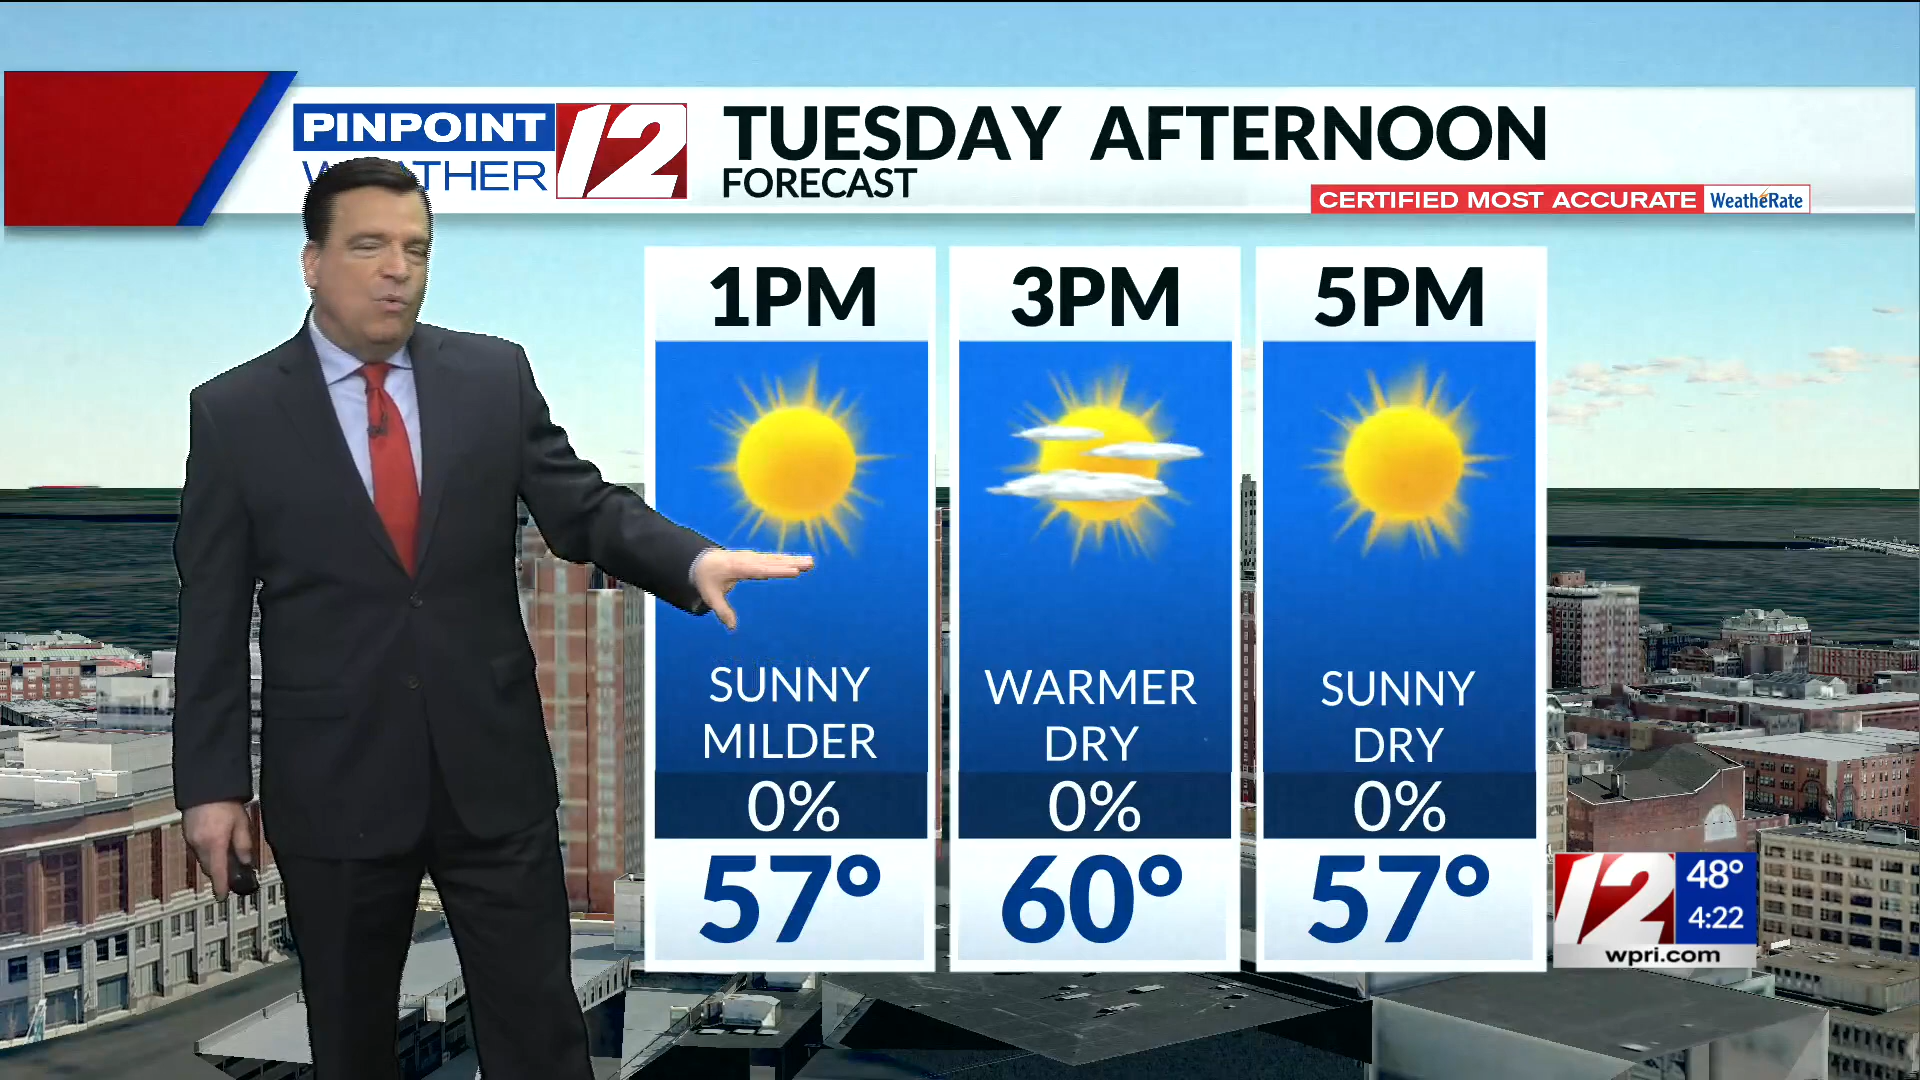 PINPOINT
WEATHER
12
TUESDAY AFTERNOON
FORECAST
CERTIFIED MOST ACCURATE WeatheRate
1PM
SUNNY
MILDER
0%
57°
3PM
WARMER
DRY
0%
60°
5PM
SUNNY
DRY
0%
57°
12
48°
4:22
wpri.com